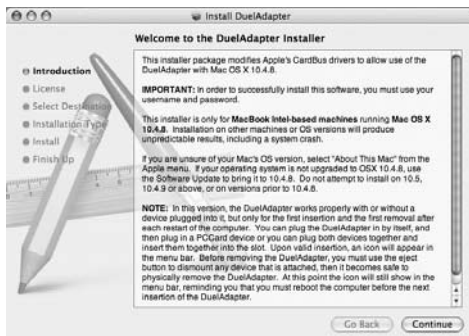 Install DuelAdapter
Welcome to the DuelAdapter Installer
Introduction
License
Select Destination
Installation Type
Install
Finish Up
This installer package modifies Apple's CardBus drivers to allow use of the
DuelAdapter with Mac OS X 10.4.8.
IMPORTANT: In order to successfully install this software, you must use your
username and password.
This installer is only for MacBook Intel-based machines running Mac OS X
10.4.8. Installation on other machines or OS versions will produce
unpredictable results, including a system crash.
If you are unsure of your Mac's OS version, select "About This Mac" from the
Apple menu. If your operating system is not upgraded to OSX 10.4.8, use
the Software Update to bring it to 10.4.8. Do not attempt to install on 10.5,
10.4.9 or above, or on versions prior to 10.4.8.
NOTE: In this version, the DuelAdapter works properly with or without a
device plugged into it, but only for the first insertion and the first removal after
each restart of the computer. You can plug the DuelAdapter in by itself, and
then plug in a PCCard device or you can plug both devices together and
insert them together into the slot. Upon valid insertion, an icon will appear in
the menu bar. Before removing the DuelAdapter, you must use the eject
button to dismount any device that is attached, then it becomes safe to
physically remove the DuelAdapter. At this point the icon will still show in the
menu bar, reminding you that you must reboot the computer before the next
insertion of the DuelAdapter.
Go Back
Continue